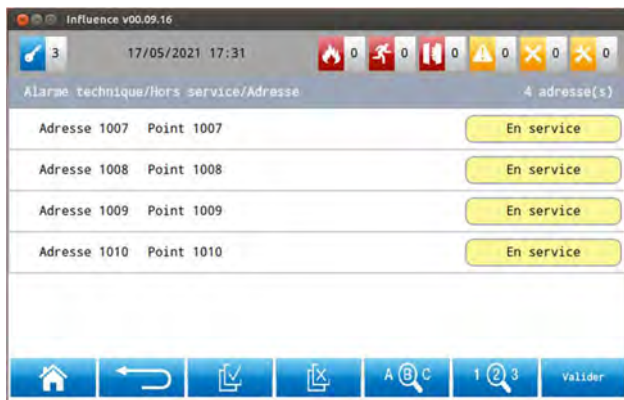 Influence v00.09.16
3 17/05/2021 17:31 0 0 0 0 0 0
Alarme technique/Hors service/Adresse 4 adresse(s)
Adresse 1007 Point 1007 En service
Adresse 1008 Point 1008 En service
Adresse 1009 Point 1009 En service
Adresse 1010 Point 1010 En service
A B C 1 2 3 Valider